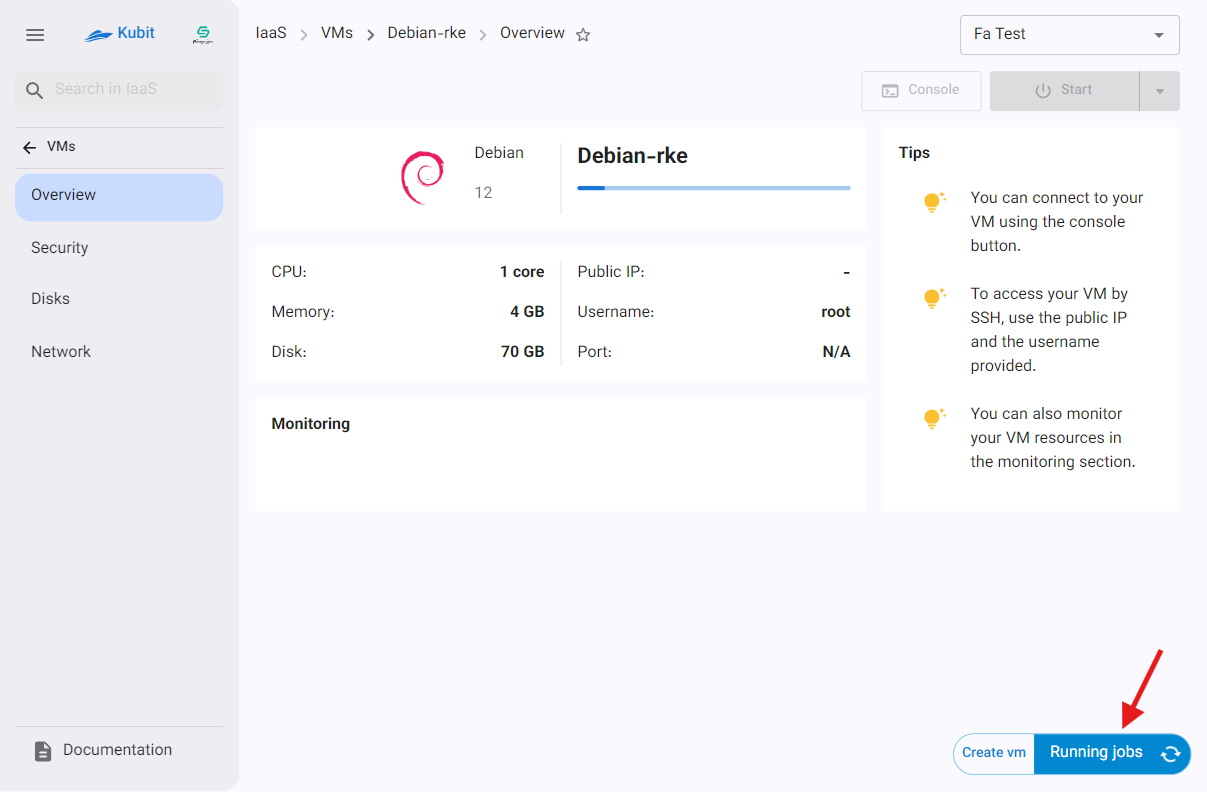 Kubit
IaaS
VMs
Debian-rke
Overview
Fa Test
Search in IaaS
Console
Start
VMs
Overview
Security
Disks
Network
Debian
12
Debian-rke
CPU: 1 core
Memory: 4 GB
Disk: 70 GB
Public IP: -
Username: root
Port: N/A
Monitoring
Tips
You can connect to your
VM using the console
button.
To access your VM by
SSH, use the public IP
and the username
provided.
You can also monitor
your VM resources in
the monitoring section.
Documentation
Create vm
Running jobs